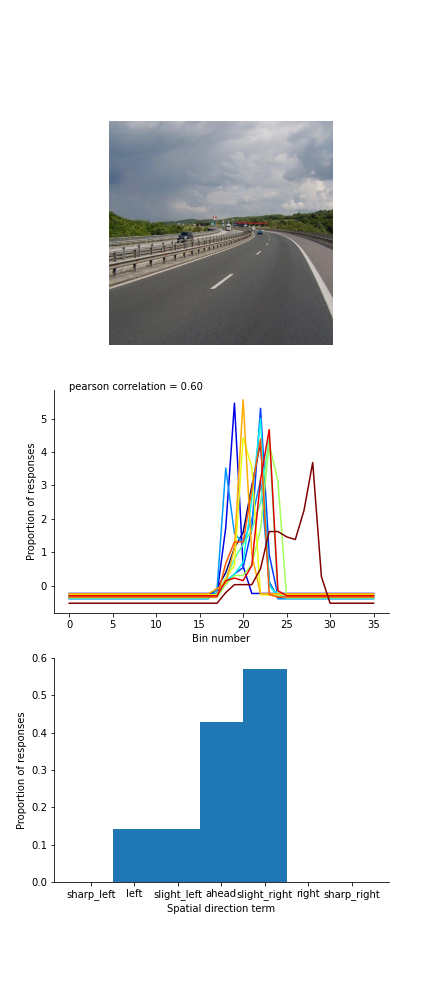 pearson correlation = 0.60
Proportion of responses
5
4
3
2
1
0
0 5 10 15 20 25 30 35
Bin number
Proportion of responses
0.6
0.5
0.4
0.3
0.2
0.1
0.0
sharp_left left slight_left ahead slight_right right sharp_right
Spatial direction term